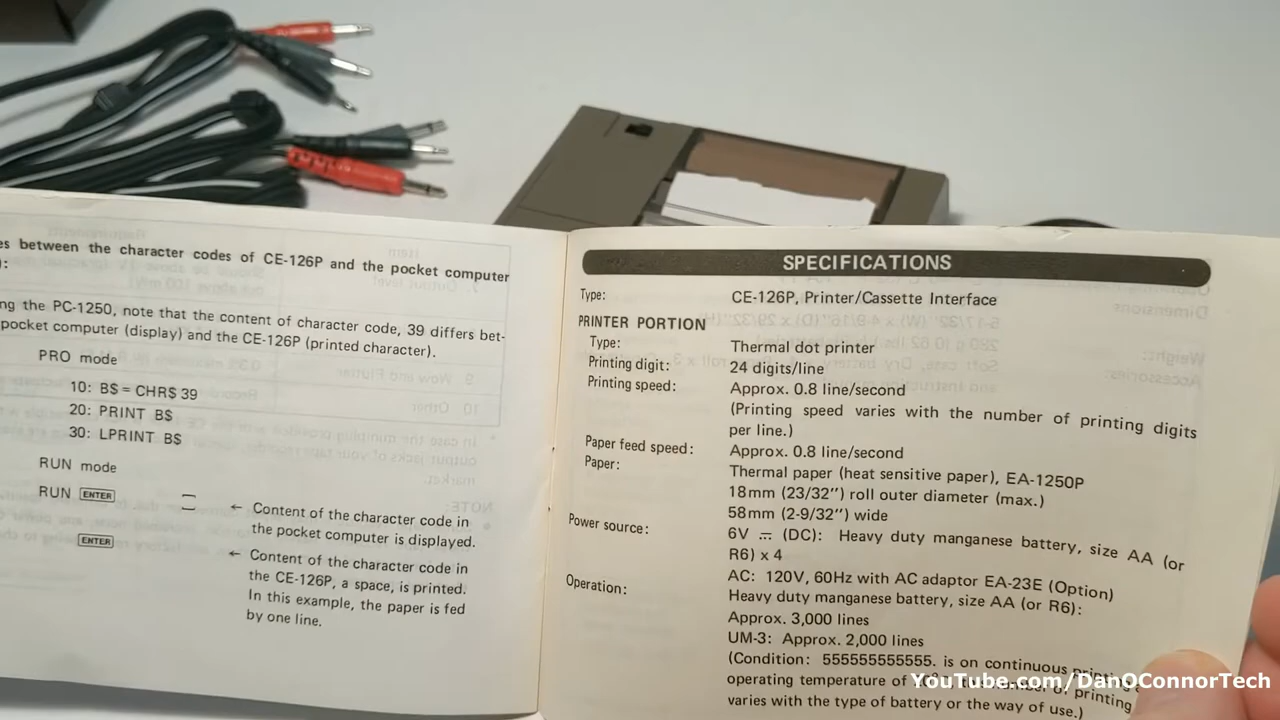 es between the character codes of CE-126P and the pocket computer
):
ng the PC-1250, note that the content of character code, 39 differs bet-
pocket computer (display) and the CE-126P (printed character).
PRO mode
10: B$ = CHR$ 39
20: PRINT B$
30: LPRINT B$
RUN mode
RUN ENTER
← Content of the character code in
the pocket computer is displayed.
ENTER
← Content of the character code in
the CE-126P, a space, is printed.
In this example, the paper is fed
by one line.
SPECIFICATIONS
Type: CE-126P, Printer/Cassette Interface
PRINTER PORTION
Type: Thermal dot printer
Printing digit: 24 digits/line
Printing speed: Approx. 0.8 line/second
(Printing speed varies with the number of printing digits
per line.)
Paper feed speed: Approx. 0.8 line/second
Paper: Thermal paper (heat sensitive paper), EA-1250P
18mm (23/32") roll outer diameter (max.)
58mm (2-9/32") wide
Power source: 6V ⎓ (DC): Heavy duty manganese battery, size AA (or
R6) x 4
AC: 120V, 60Hz with AC adaptor EA-23E (Option)
Operation: Heavy duty manganese battery, size AA (or R6):
Approx. 3,000 lines
UM-3: Approx. 2,000 lines
(Condition: 555555555555. is on continuous printing
operating temperature of number of printing
varies with the type of battery or the way of use.)
YouTube.com/DanOConnorTech